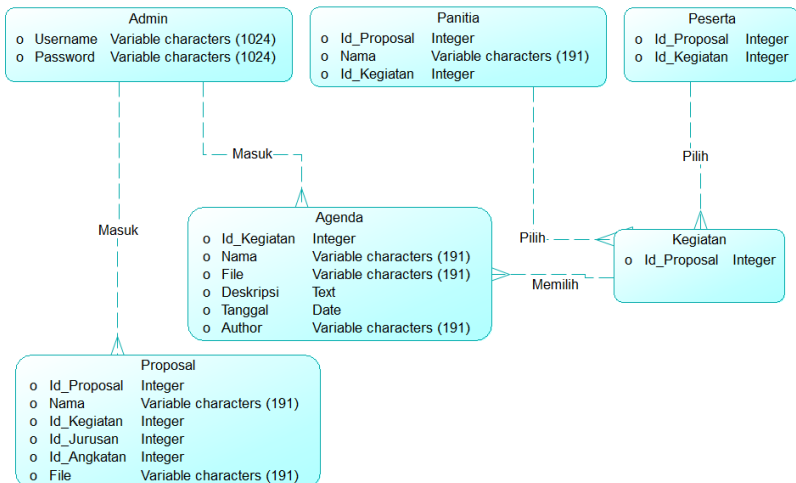 Admin
o Username Variable characters (1024)
o Password Variable characters (1024)
Panitia
o Id_Proposal Integer
o Nama Variable characters (191)
o Id_Kegiatan Integer
Peserta
o Id_Proposal Integer
o Id_Kegiatan Integer
Masuk
Pilih
Masuk
Agenda
o Id_Kegiatan Integer
o Nama Variable characters (191)
o File Variable characters (191)
o Deskripsi Text
o Tanggal Date
o Author Variable characters (191)
Pilih
Kegiatan
o Id_Proposal Integer
Memilih
Proposal
o Id_Proposal Integer
o Nama Variable characters (191)
o Id_Kegiatan Integer
o Id_Jurusan Integer
o Id_Angkatan Integer
o File Variable characters (191)